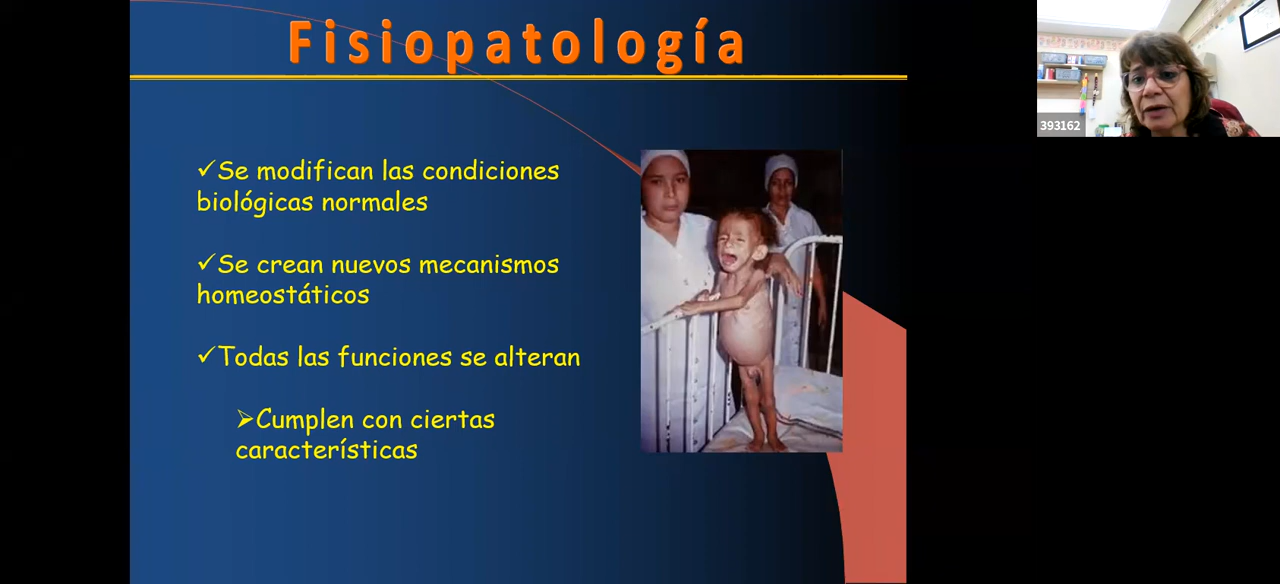 Fisiopatología
✓Se modifican las condiciones
biológicas normales
✓Se crean nuevos mecanismos
homeostáticos
✓Todas las funciones se alteran
➢Cumplen con ciertas
características
393162